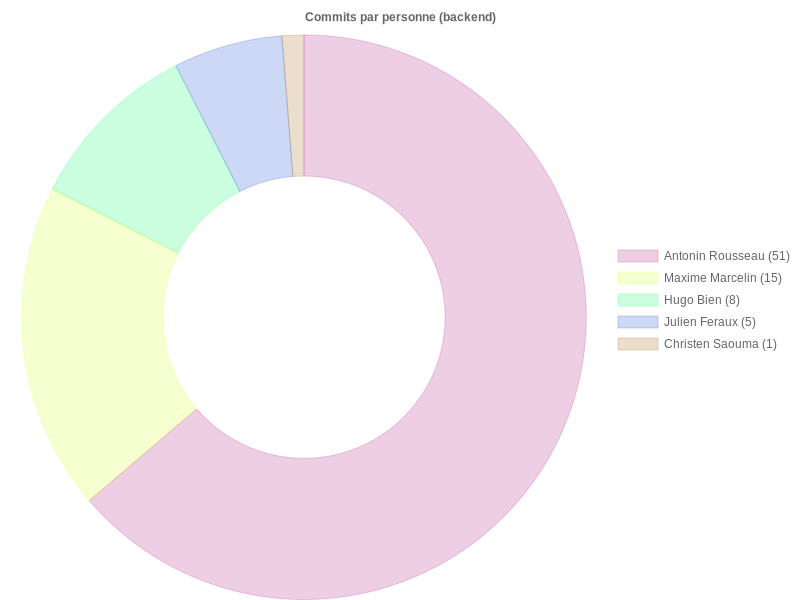 Commits par personne (backend)
Antonin Rousseau (51)
Maxime Marcelin (15)
Hugo Bien (8)
Julien Feraux (5)
Christen Saouma (1)